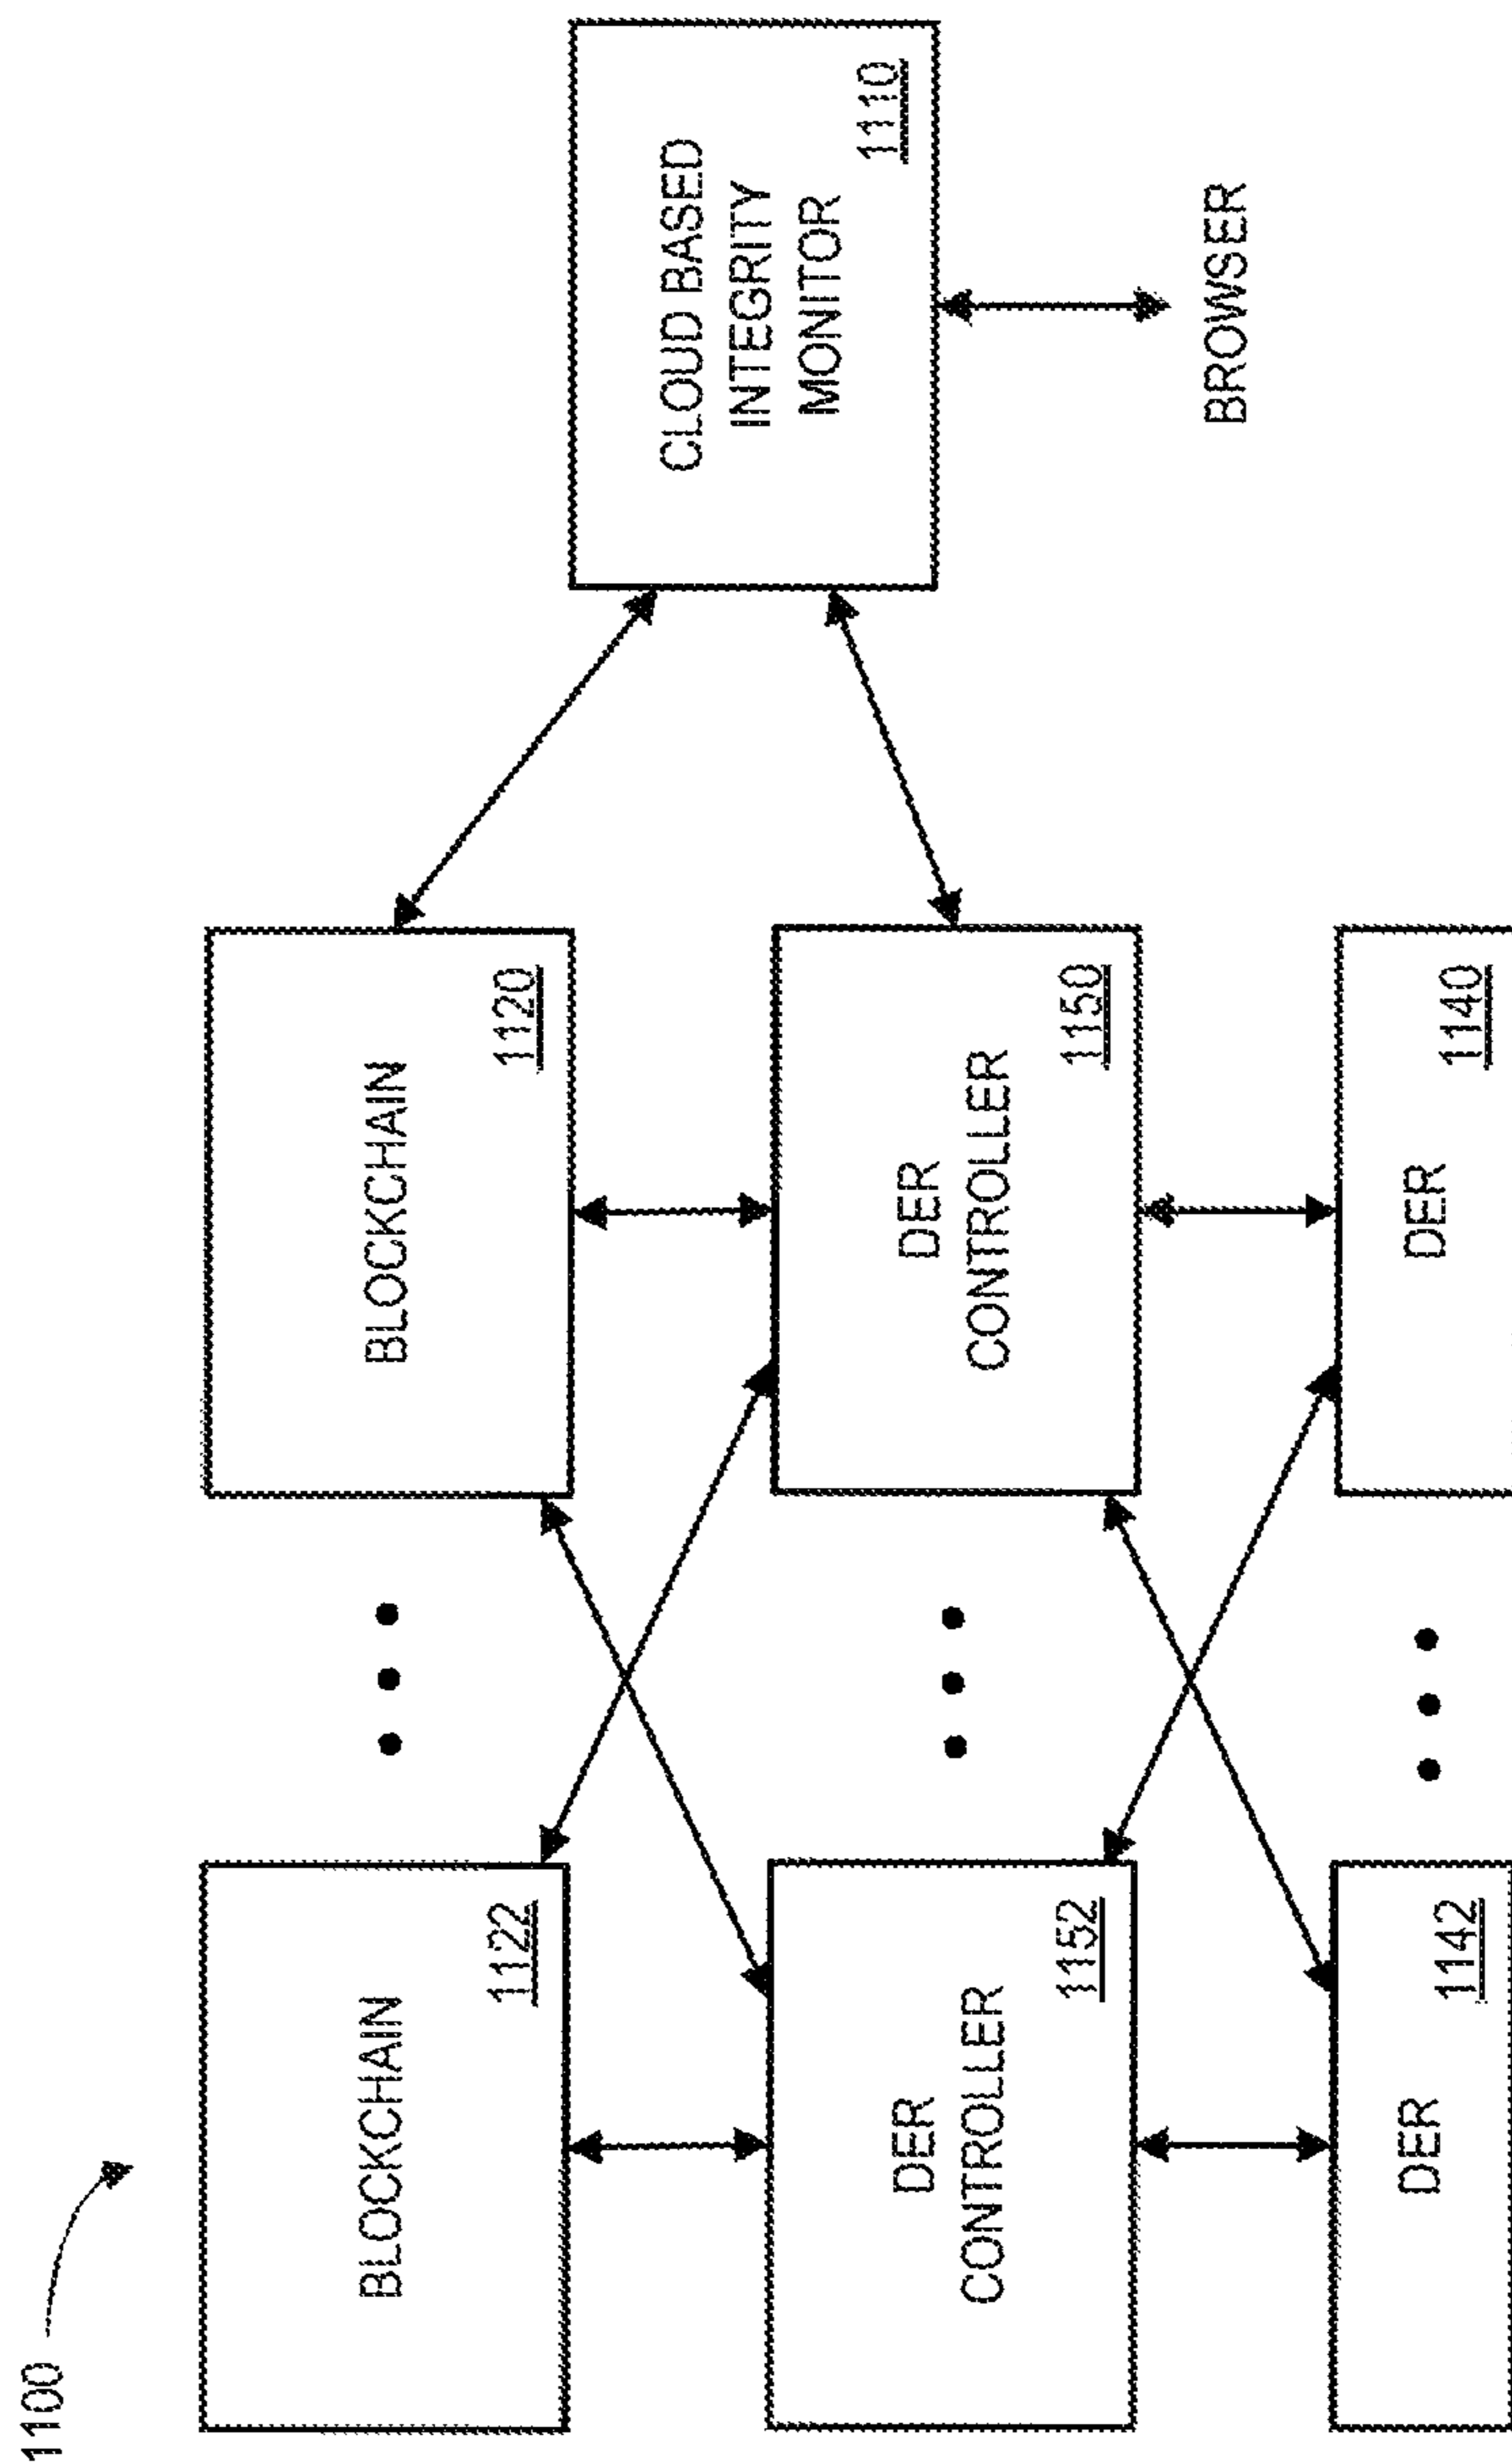 1100
BLOCKCHAIN
1122
BLOCKCHAIN
1120
CLOUD BASED
INTEGRITY
MONITOR
1110
DER
CONTROLLER
1152
DER
CONTROLLER
1150
BROWSER
DER
1142
DER
1140